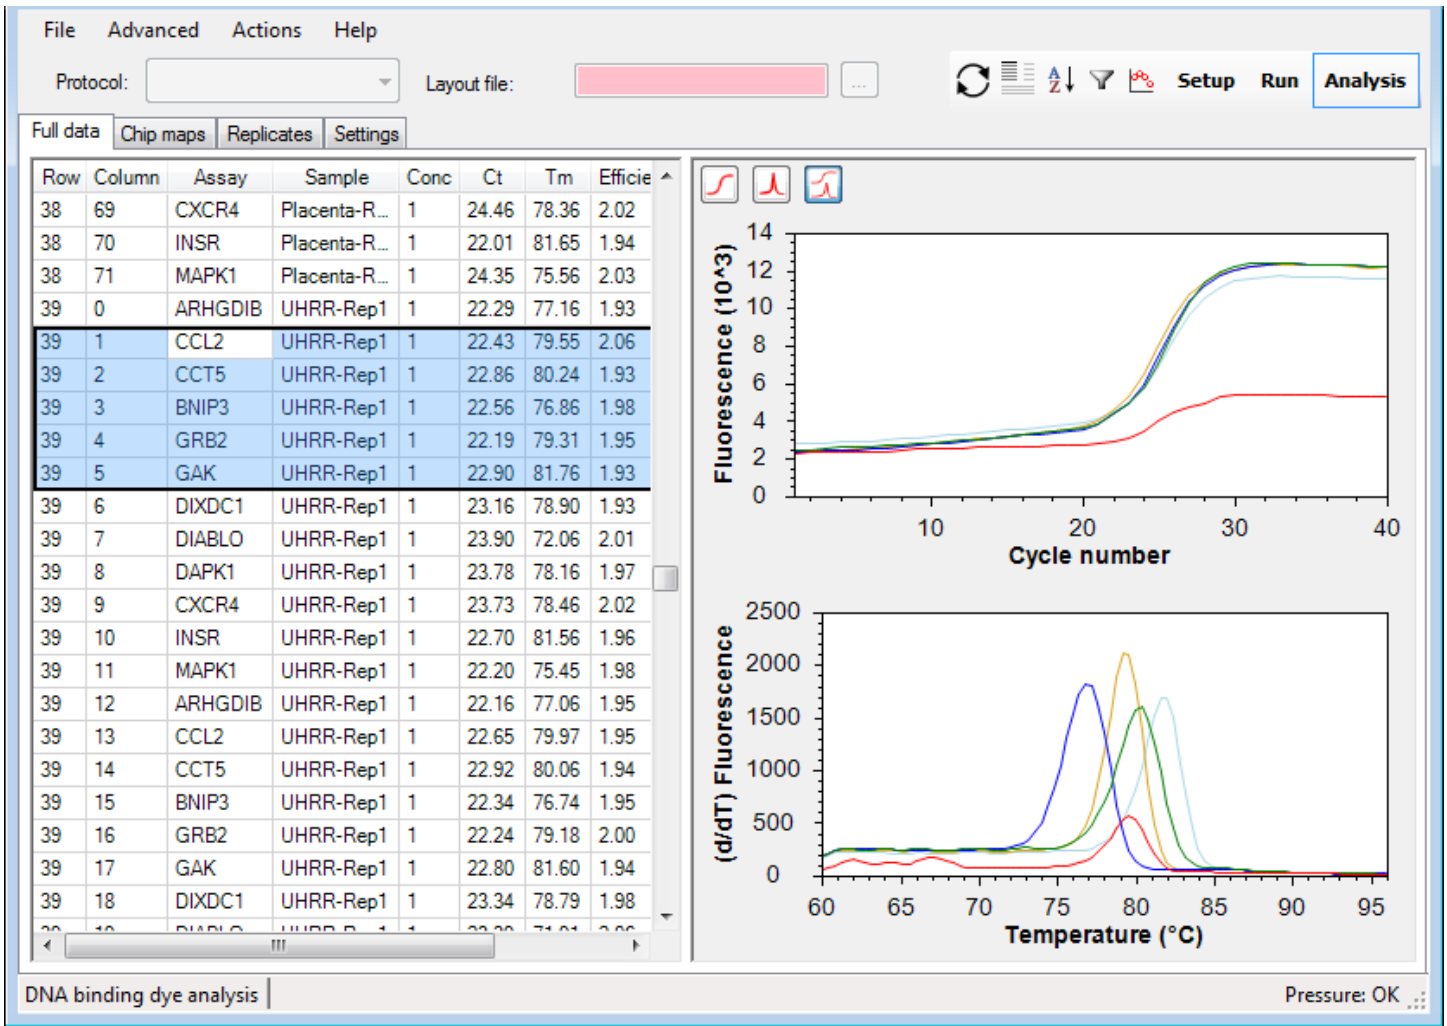 File Advanced Actions Help
Protocol: Layout file: ... Setup Run Analysis
Full data Chip maps Replicates Settings
Row Column Assay Sample Conc Ct Tm Efficie
38 69 CXCR4 Placenta-R... 1 24.46 78.36 2.02
38 70 INSR Placenta-R... 1 22.01 81.65 1.94
38 71 MAPK1 Placenta-R... 1 24.35 75.56 2.03
39 0 ARHGDIB UHRR-Rep1 1 22.29 77.16 1.93
39 1 CCL2 UHRR-Rep1 1 22.43 79.55 2.06
39 2 CCT5 UHRR-Rep1 1 22.86 80.24 1.93
39 3 BNIP3 UHRR-Rep1 1 22.56 76.86 1.98
39 4 GRB2 UHRR-Rep1 1 22.19 79.31 1.95
39 5 GAK UHRR-Rep1 1 22.90 81.76 1.93
39 6 DIXDC1 UHRR-Rep1 1 23.16 78.90 1.93
39 7 DIABLO UHRR-Rep1 1 23.90 72.06 2.01
39 8 DAPK1 UHRR-Rep1 1 23.78 78.16 1.97
39 9 CXCR4 UHRR-Rep1 1 23.73 78.46 2.02
39 10 INSR UHRR-Rep1 1 22.70 81.56 1.96
39 11 MAPK1 UHRR-Rep1 1 22.20 75.45 1.98
39 12 ARHGDIB UHRR-Rep1 1 22.16 77.06 1.95
39 13 CCL2 UHRR-Rep1 1 22.65 79.97 1.95
39 14 CCT5 UHRR-Rep1 1 22.92 80.06 1.94
39 15 BNIP3 UHRR-Rep1 1 22.34 76.74 1.95
39 16 GRB2 UHRR-Rep1 1 22.24 79.18 2.00
39 17 GAK UHRR-Rep1 1 22.80 81.60 1.94
39 18 DIXDC1 UHRR-Rep1 1 23.34 78.79 1.98
14
12
10
8
6
4
2
0
Fluorescence (10^3)
10 20 30 40
Cycle number
2500
2000
1500
1000
500
0
(d/dT) Fluorescence
60 65 70 75 80 85 90 95
Temperature (°C)
DNA binding dye analysis Pressure: OK